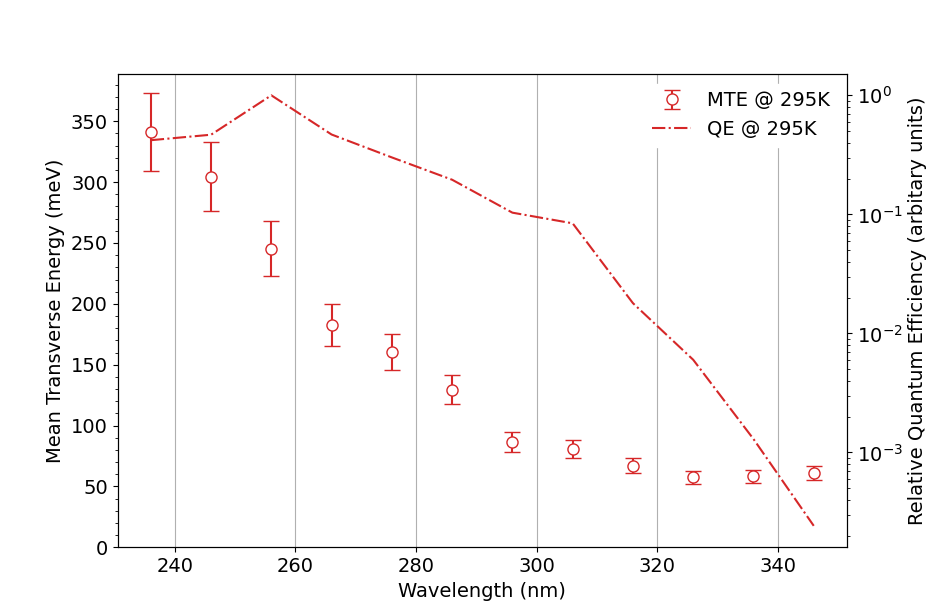 MTE @ 295K
QE @ 295K
Mean Transverse Energy (meV)
350
300
250
200
150
100
50
0
10⁰
10⁻¹
10⁻²
10⁻³
Relative Quantum Efficiency (arbitary units)
240 260 280 300 320 340
Wavelength (nm)